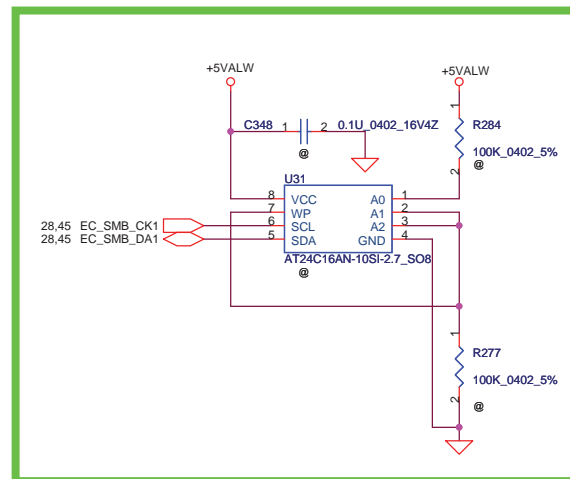 +5VALW +5VALW
C348 1 2 0.1U_0402_16V4Z
@
1
R284
100K_0402_5%
2 @
U31
8 VCC A0 1
7 WP A1 2
28,45 EC_SMB_CK1 6 SCL A2 3
28,45 EC_SMB_DA1 5 SDA GND 4
AT24C16AN-10SI-2.7_SO8
@
1
R277
100K_0402_5%
2
@